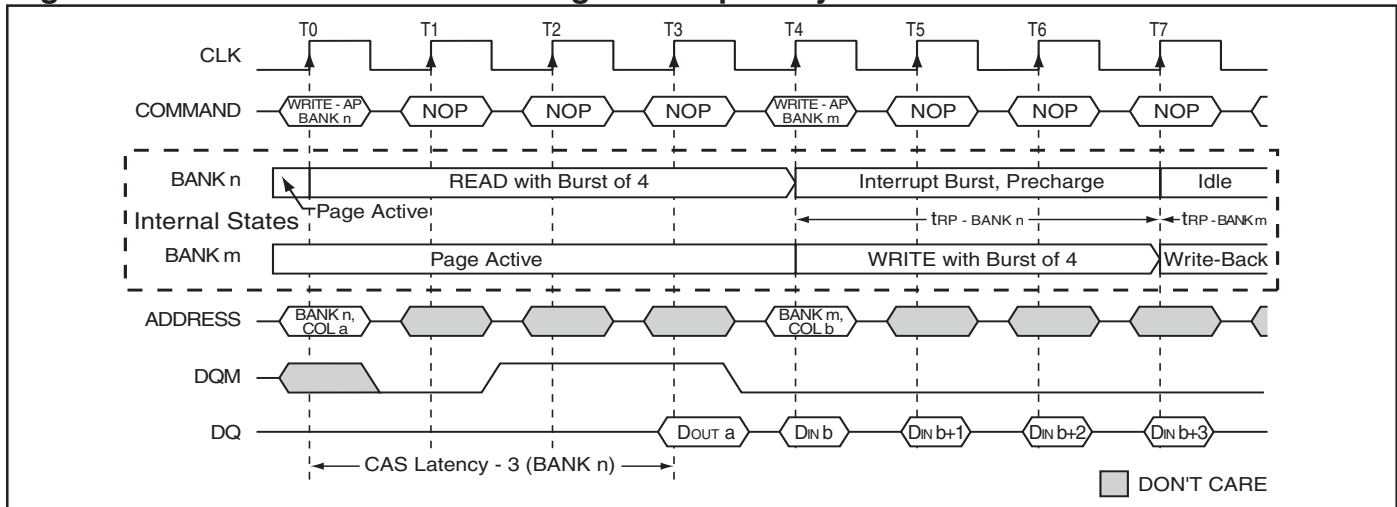 T0 T1 T2 T3 T4 T5 T6 T7
CLK
COMMAND WRITE - AP BANK n NOP NOP NOP WRITE - AP BANK m NOP NOP NOP
BANK n READ with Burst of 4 Interrupt Burst, Precharge Idle
Page Active tRP - BANK n tRP - BANK m
Internal States
BANK m Page Active WRITE with Burst of 4 Write-Back
ADDRESS BANK n, COL a BANK m, COL b
DQM
DQ DOUT a DIN b DIN b+1 DIN b+2 DIN b+3
CAS Latency - 3 (BANK n)
DON'T CARE